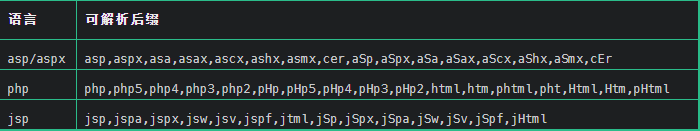 语言 可解析后缀
asp/aspx asp,aspx,asa,asax,ascx,ashx,asmx,cer,aSp,aSpx,aSa,aSax,aScx,aShx,aSmx,cEr
php php,php5,php4,php3,php2,pHp,pHp5,pHp4,pHp3,pHp2,html,htm,phtml,pht,Html,Htm,pHtml
jsp jsp,jspa,jspx,jsw,jsv,jspf,jtml,jSp,jSpx,jSpa,jSw,jSv,jSpf,jHtml